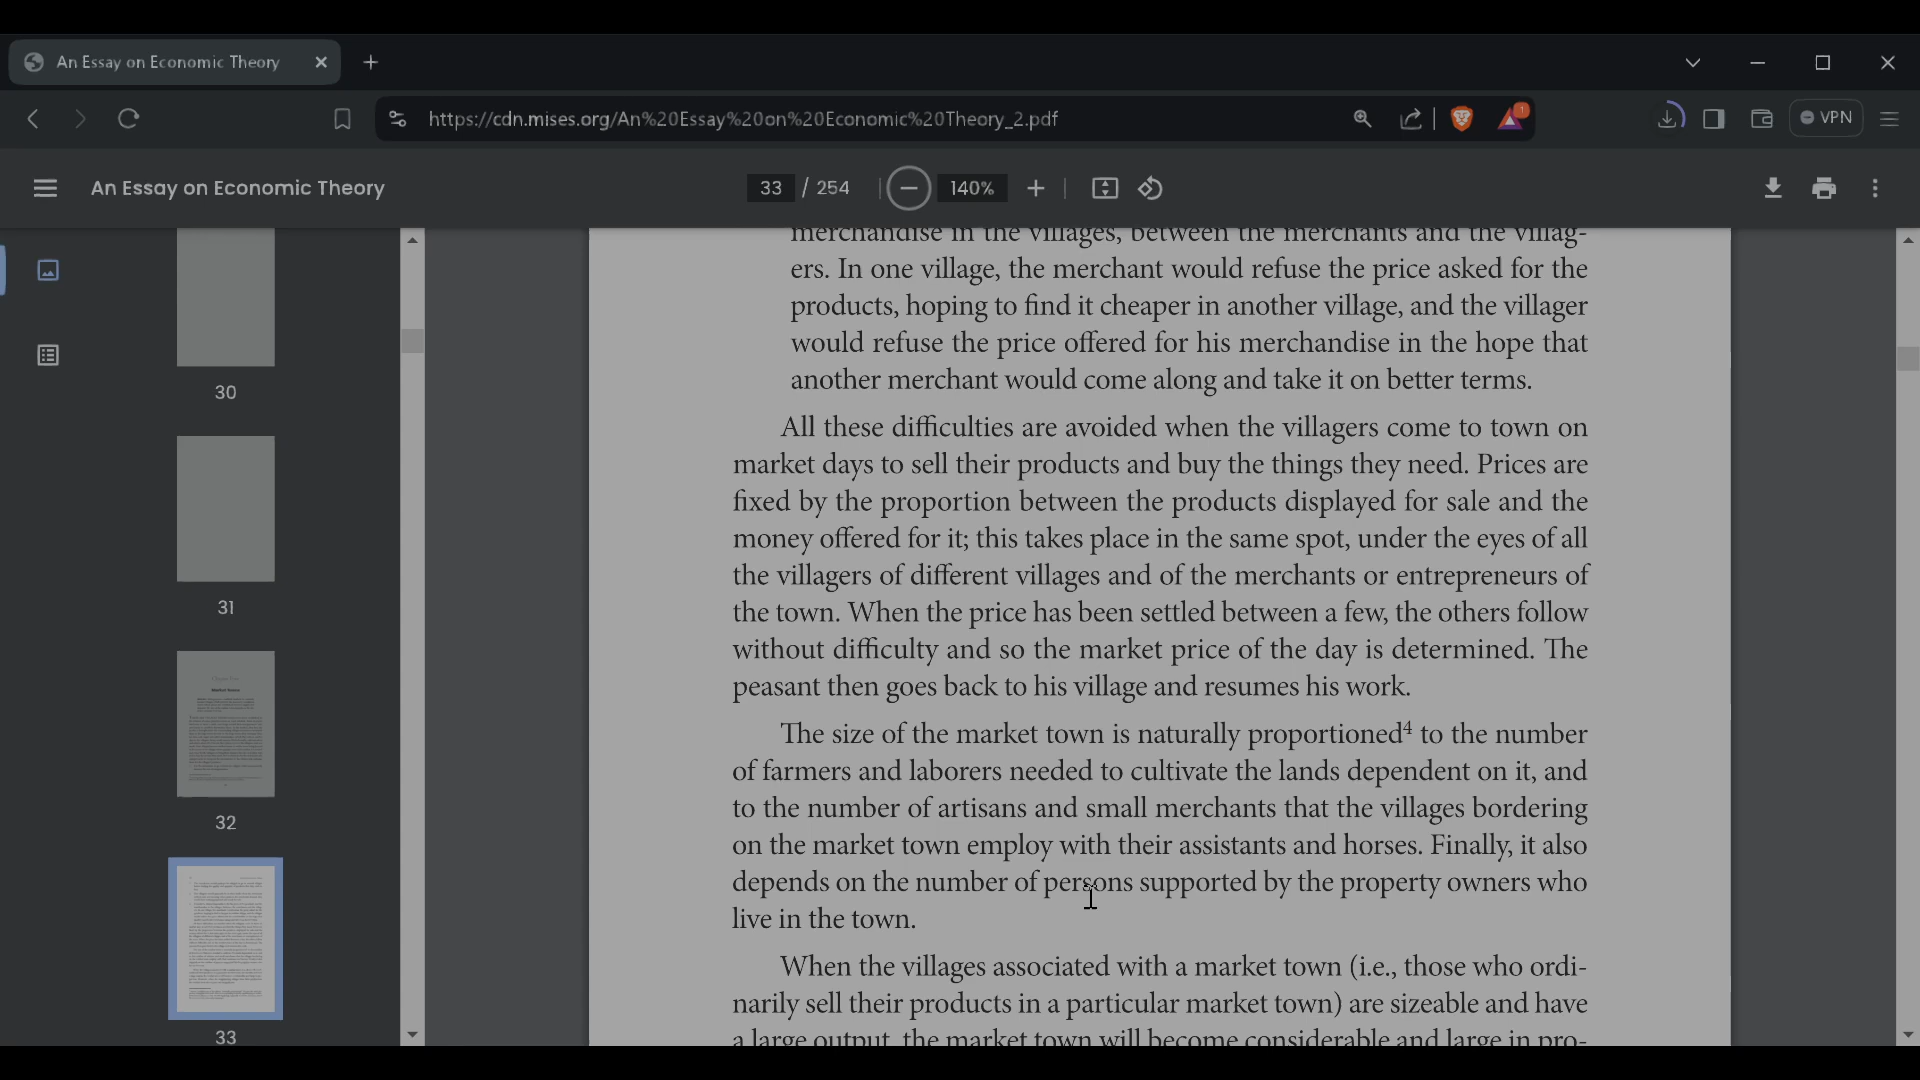 An Essay on Economic Theory
https://cdn.mises.org/An%20Essay%20on%20Economic%20Theory_2.pdf
1
VPN
An Essay on Economic Theory
33 / 254
140%
30
31
32
33
merchandise in the villages, between the merchants and the villag-
ers. In one village, the merchant would refuse the price asked for the
products, hoping to find it cheaper in another village, and the villager
would refuse the price offered for his merchandise in the hope that
another merchant would come along and take it on better terms.
All these difficulties are avoided when the villagers come to town on
market days to sell their products and buy the things they need. Prices are
fixed by the proportion between the products displayed for sale and the
money offered for it; this takes place in the same spot, under the eyes of all
the villagers of different villages and of the merchants or entrepreneurs of
the town. When the price has been settled between a few, the others follow
without difficulty and so the market price of the day is determined. The
peasant then goes back to his village and resumes his work.
The size of the market town is naturally proportioned4 to the number
of farmers and laborers needed to cultivate the lands dependent on it, and
to the number of artisans and small merchants that the villages bordering
on the market town employ with their assistants and horses. Finally, it also
depends on the number of persons supported by the property owners who
live in the town.
When the villages associated with a market town (i.e., those who ordi-
narily sell their products in a particular market town) are sizeable and have
a large output, the market town will become considerable and large in pro-